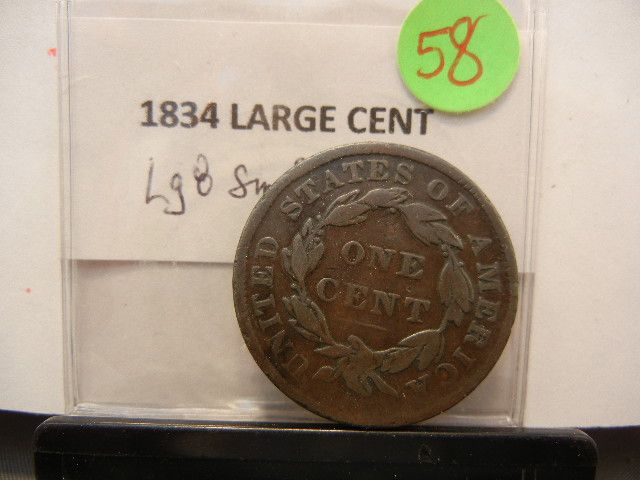 58
1834 LARGE CENT
Lg 8
UNITED STATES OF AMERICA
ONE
CENT